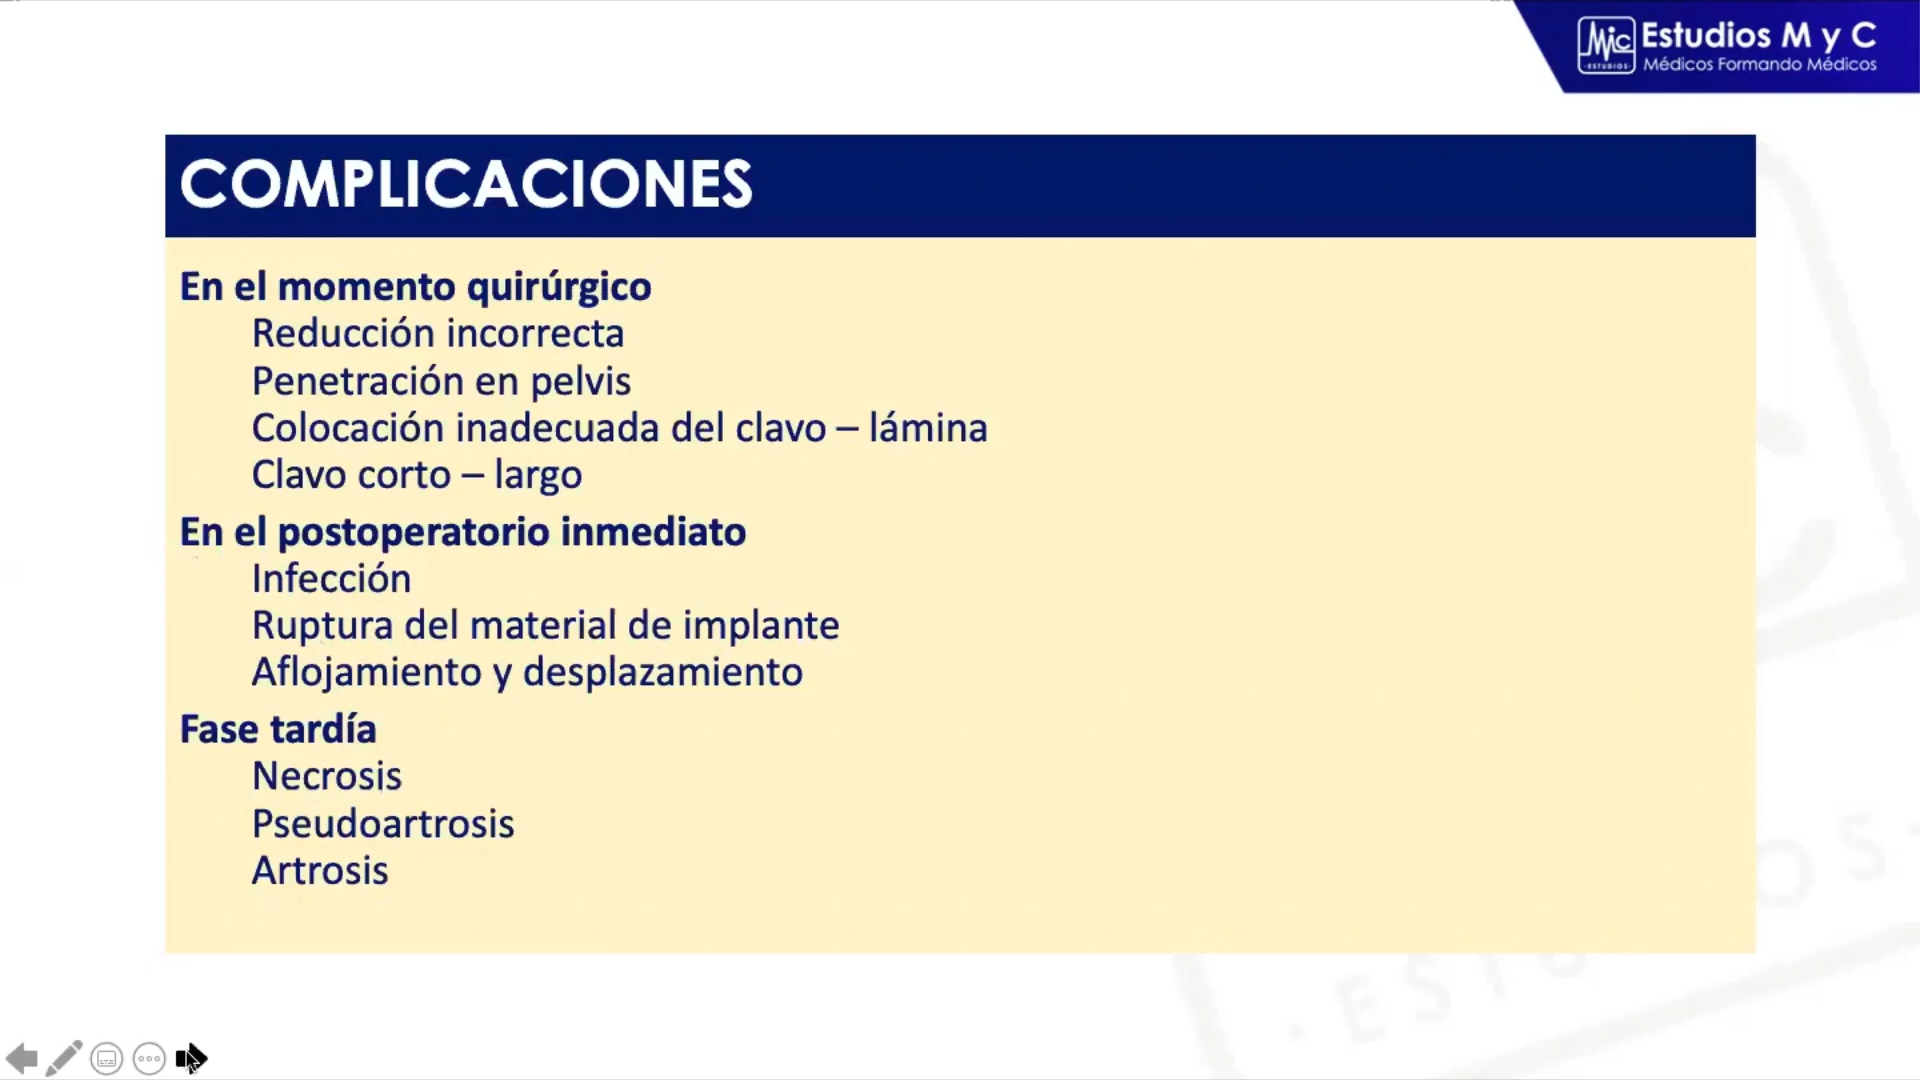 Estudios M y C
Médicos Formando Médicos
COMPLICACIONES
En el momento quirúrgico
Reducción incorrecta
Penetración en pelvis
Colocación inadecuada del clavo – lámina
Clavo corto – largo
En el postoperatorio inmediato
Infección
Ruptura del material de implante
Aflojamiento y desplazamiento
Fase tardía
Necrosis
Pseudoartrosis
Artrosis